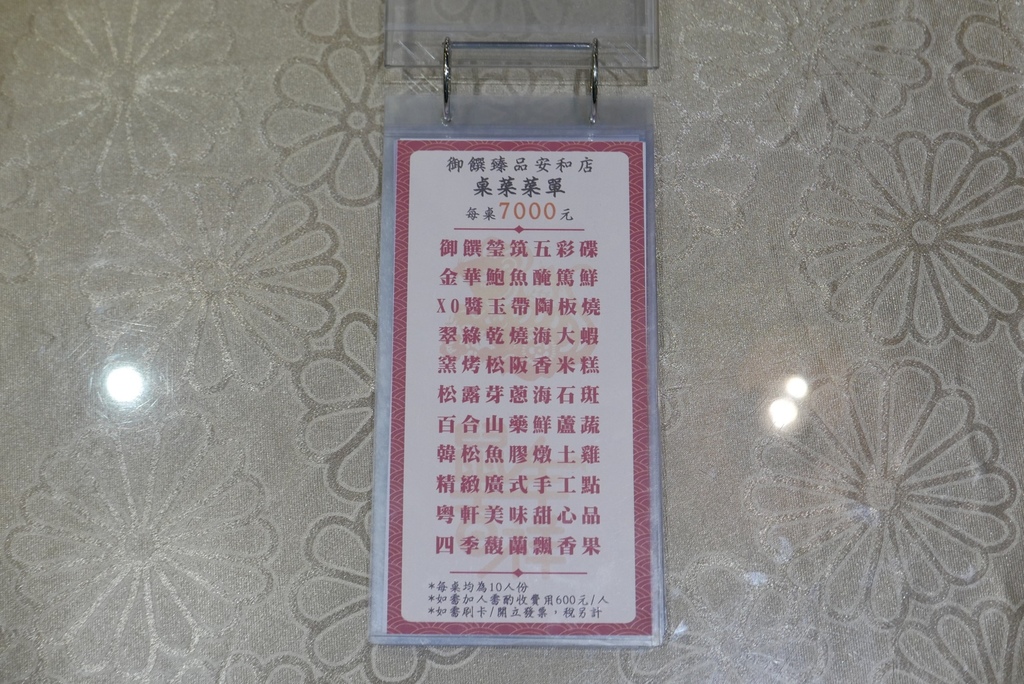 御饌臻品安和店
桌菜菜單
每桌7000元
御饌瑩筑五彩碟
金華鮑魚醃篤鮮
XO醬玉帶陶板燒
翠綠乾燒海大蝦
窯烤松阪香米糕
松露芽蔥海石斑
百合山藥鮮蘆蔬
韓松魚膠燉土雞
精緻廣式手工點
粵軒美味甜心品
四季馥蘭飄香果
*每桌均為10人份
*如需加人需酌收費用600元/人
*如需刷卡/開立發票，稅另計